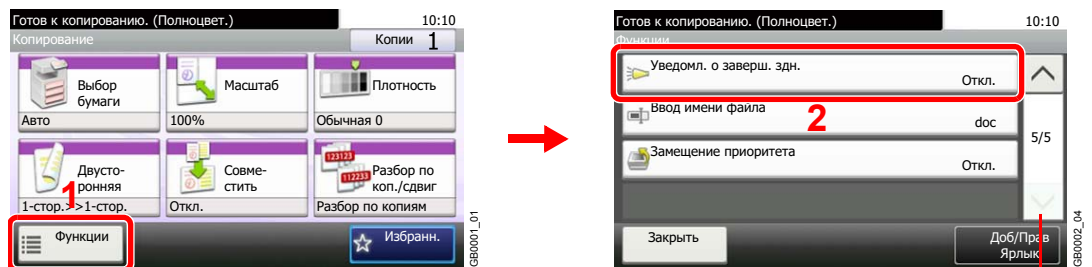 Готов к копированию. (Полноцвет.)
10:10
Копирование
Копии 1
Выбор
бумаги
Масштаб
Плотность
Авто
100%
Обычная 0
123123
112233
Двусто-
ронняя
Совме-
стить
Разбор по
коп./сдвиг
1
1-стор.>>1-стор.
Откл.
Разбор по копиям
Функции
Избранн.
GB0001_01
Готов к копированию. (Полноцвет.)
10:10
Функции
Уведомл. о заверш. здн.
Откл.
Ввод имени файла
2
doc
5/5
Замещение приоритета
Откл.
Закрыть
Доб/Прав
Ярлык
GB0002_04